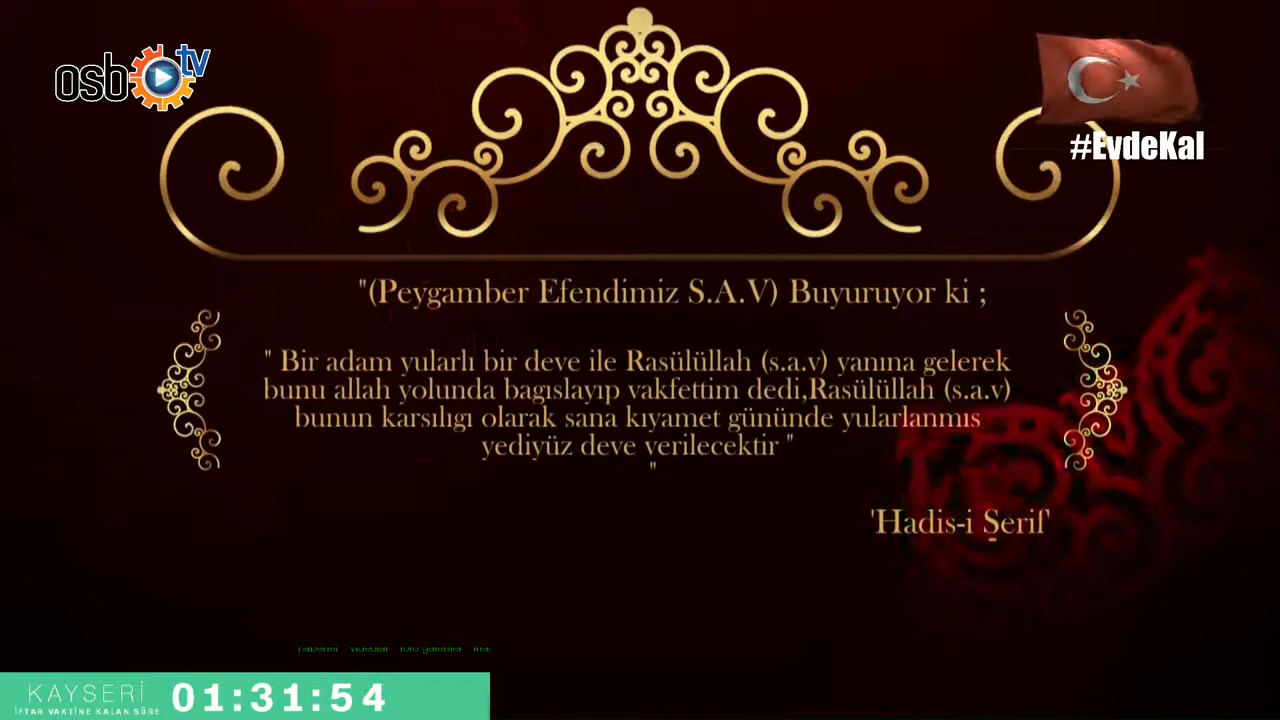 osb tv
#EvdeKal
"(Peygamber Efendimiz S.A.V) Buyuruyor ki ;
" Bir adam yularlı bir deve ile Rasülüllah (s.a.v) yanına gelerek
bunu allah yolunda bagıslayıp vakfettim dedi,Rasülüllah (s.a.v)
bunun karsılıgı olarak sana kıyamet gününde yularlanmıs
yediyüz deve verilecektir "
"
'Hadis-i Şerif'
KAYSERİ
İFTAR VAKTİNE KALAN SÜRE
01:31:54